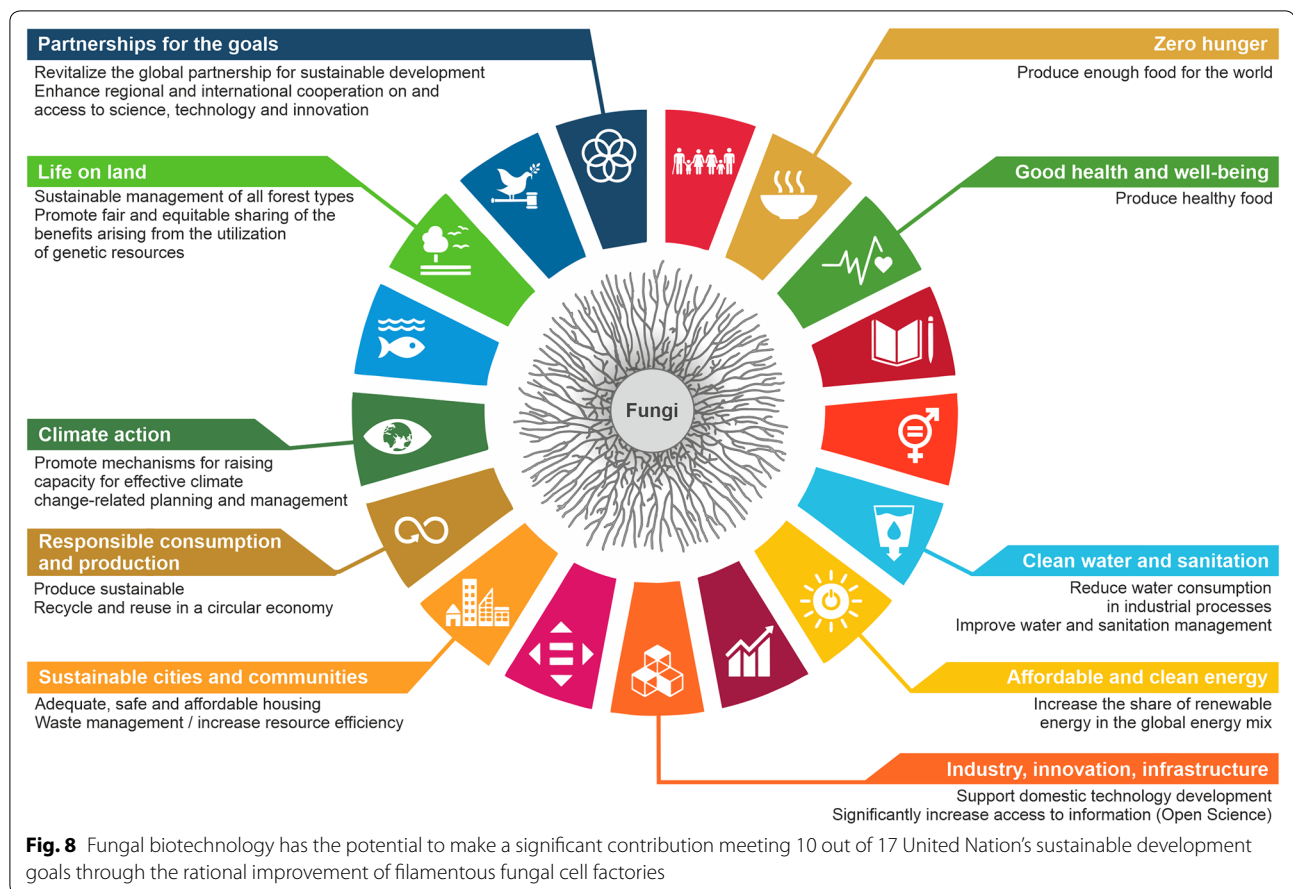 Partnerships for the goals
Revitalize the global partnership for sustainable development
Enhance regional and international cooperation on and
access to science, technology and innovation
Life on land
Sustainable management of all forest types
Promote fair and equitable sharing of the
benefits arising from the utilization
of genetic resources
Climate action
Promote mechanisms for raising
capacity for effective climate
change-related planning and management
Responsible consumption
and production
Produce sustainable
Recycle and reuse in a circular economy
Sustainable cities and communities
Adequate, safe and affordable housing
Waste management / increase resource efficiency
Fungi
Zero hunger
Produce enough food for the world
Good health and well-being
Produce healthy food
Clean water and sanitation
Reduce water consumption
in industrial processes
Improve water and sanitation management
Affordable and clean energy
Increase the share of renewable
energy in the global energy mix
Industry, innovation, infrastructure
Support domestic technology development
Significantly increase access to information (Open Science)
Fig. 8 Fungal biotechnology has the potential to make a significant contribution meeting 10 out of 17 United Nation's sustainable development
goals through the rational improvement of filamentous fungal cell factories